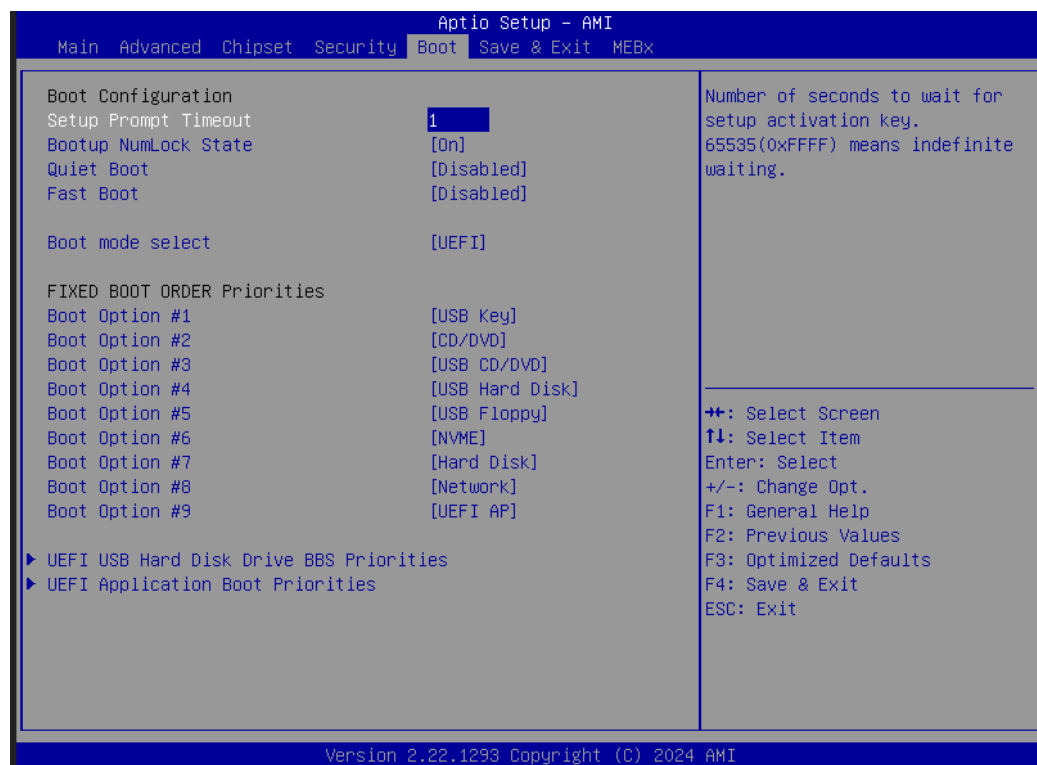 Aptio Setup – AMI
Main Advanced Chipset Security Boot Save & Exit MEBx
Boot Configuration
Setup Prompt Timeout 1
Bootup NumLock State [On]
Quiet Boot [Disabled]
Fast Boot [Disabled]
Boot mode select [UEFI]
FIXED BOOT ORDER Priorities
Boot Option #1 [USB Key]
Boot Option #2 [CD/DVD]
Boot Option #3 [USB CD/DVD]
Boot Option #4 [USB Hard Disk]
Boot Option #5 [USB Floppy]
Boot Option #6 [NVME]
Boot Option #7 [Hard Disk]
Boot Option #8 [Network]
Boot Option #9 [UEFI AP]
UEFI USB Hard Disk Drive BBS Priorities
UEFI Application Boot Priorities
Number of seconds to wait for
setup activation key.
65535(0xFFFF) means indefinite
waiting.
→←: Select Screen
↑↓: Select Item
Enter: Select
+/-: Change Opt.
F1: General Help
F2: Previous Values
F3: Optimized Defaults
F4: Save & Exit
ESC: Exit
Version 2.22.1293 Copyright (C) 2024 AMI